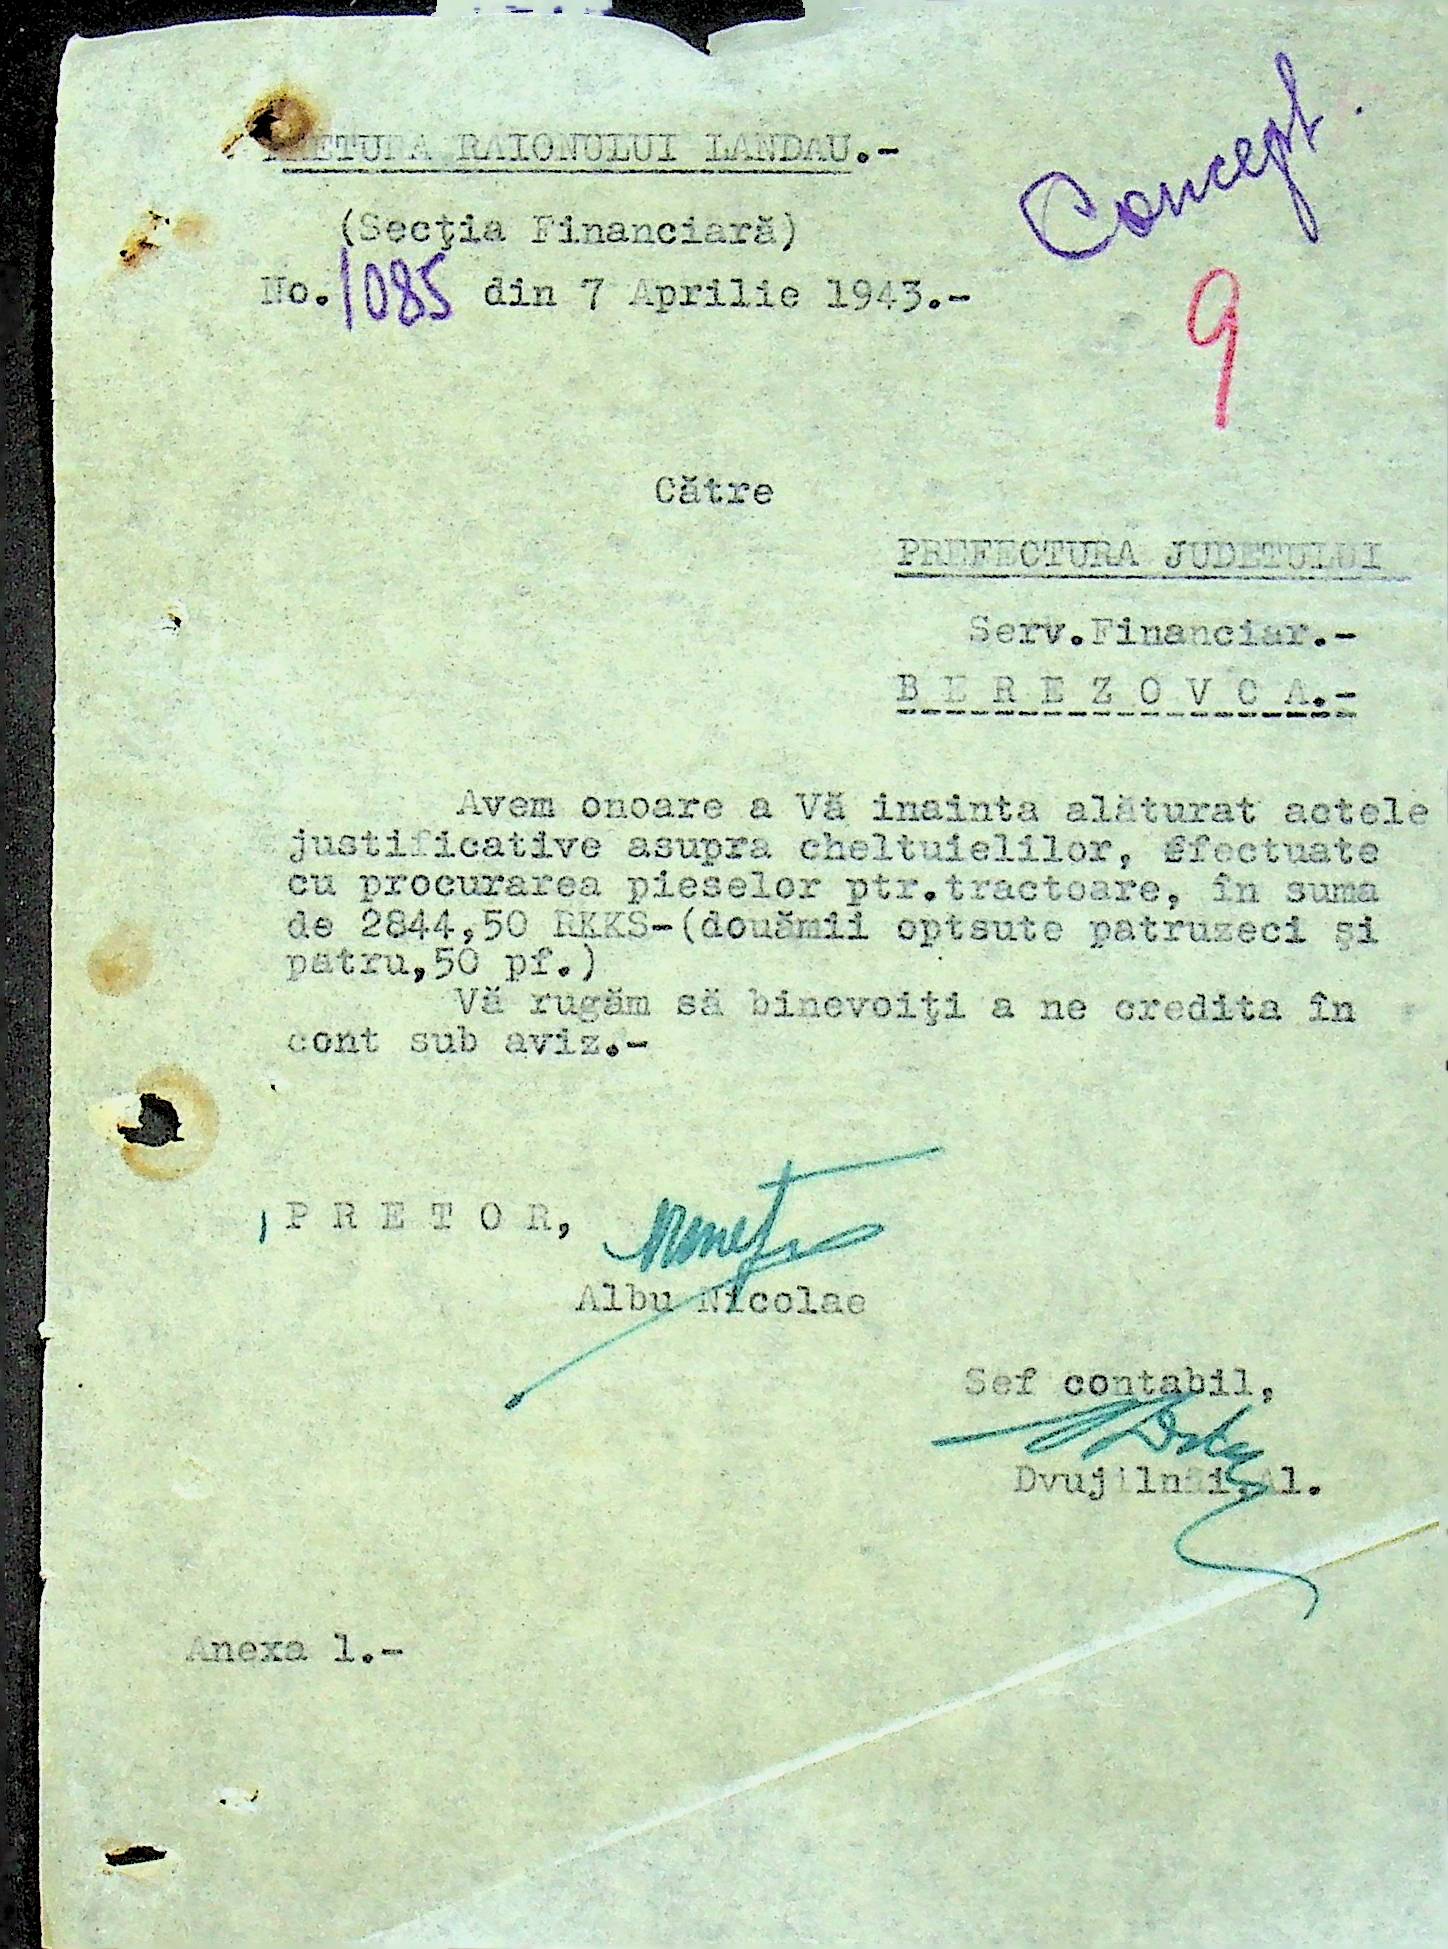 PRETURA RAIONULUI LANDAU.-
Concept.
(Secţia Financiară)
No. 1085 din 7 Aprilie 1943.-
9
Către
PREFECTURA JUDETULUI
Serv.Financiar.-
B E R E Z O V C A.-
Avem onoare a Vă inainta alăturat actele
justificative asupra cheltuielilor, efectuate
cu procurarea pieselor ptr.tractoare, în suma
de 2844,50 RKKS-(douămii optsute patruzeci şi
patru,50 pf.)
Vă rugăm să binevoiţi a ne credita în
cont sub aviz.-
P R E T O R,
Albu Nicolae
Sef contabil,
Al.
Anexa 1.-